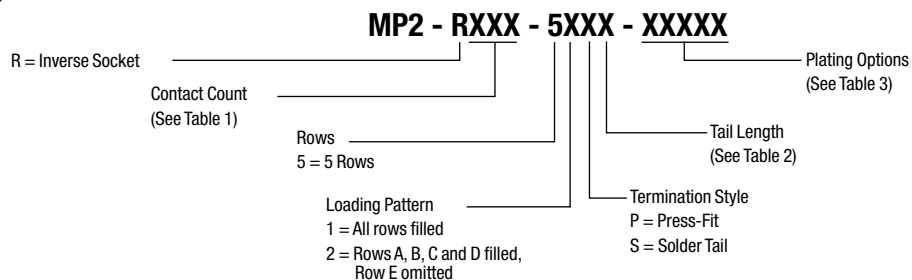 MP2 - RXXX - 5XXX - XXXXX
R = Inverse Socket
Plating Options
(See Table 3)
Contact Count
(See Table 1)
Tail Length
(See Table 2)
Rows
5 = 5 Rows
Termination Style
P = Press-Fit
S = Solder Tail
Loading Pattern
1 = All rows filled
2 = Rows A, B, C and D filled,
Row E omitted